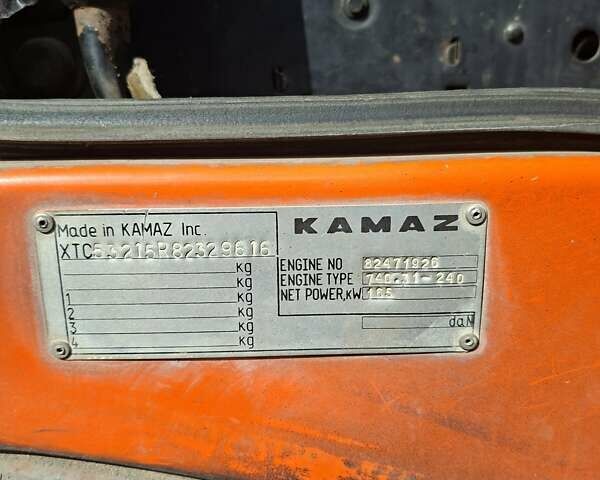 Made in KAMAZ Inc.
XTC53215R82329616
kg
kg
1 kg
2 kg
3 kg
4 kg
KAMAZ
ENGINE NO 82471926
ENGINE TYPE 740.31-240
NET POWER,kW 165
daN